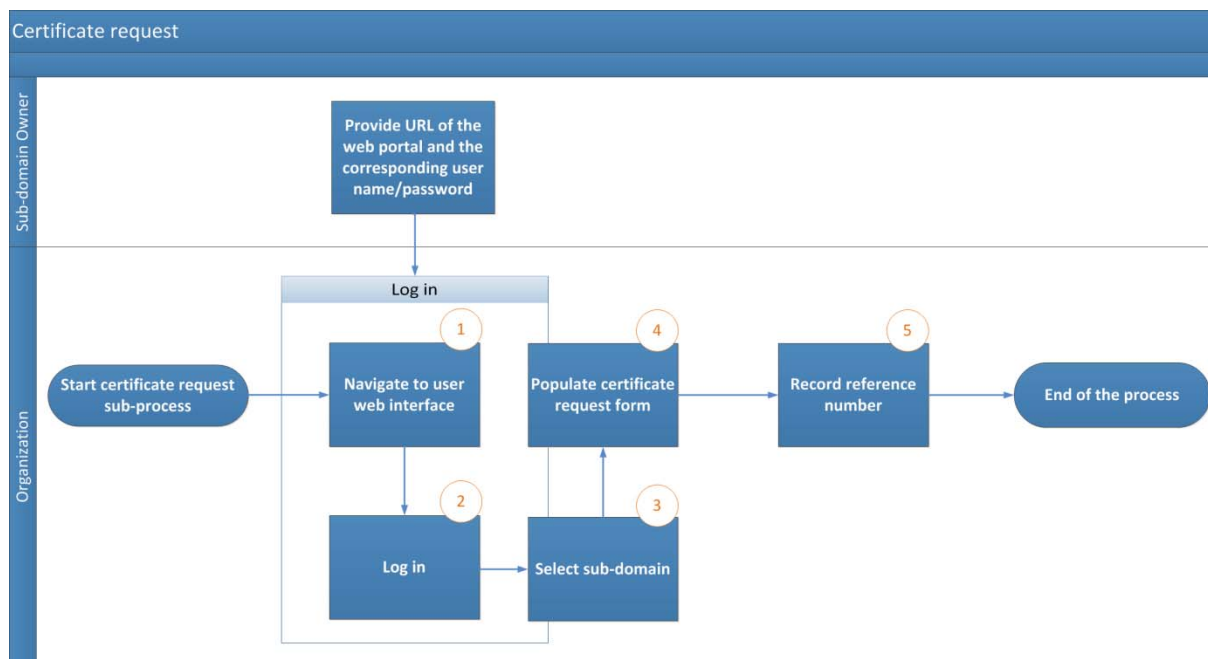 Certificate request
Sub-domain Owner
Provide URL of the
web portal and the
corresponding user
name/password
Organization
Log in
Start certificate request
sub-process
1
Navigate to user
web interface
2
Log in
3
Select sub-domain
4
Populate certificate
request form
5
Record reference
number
End of the process